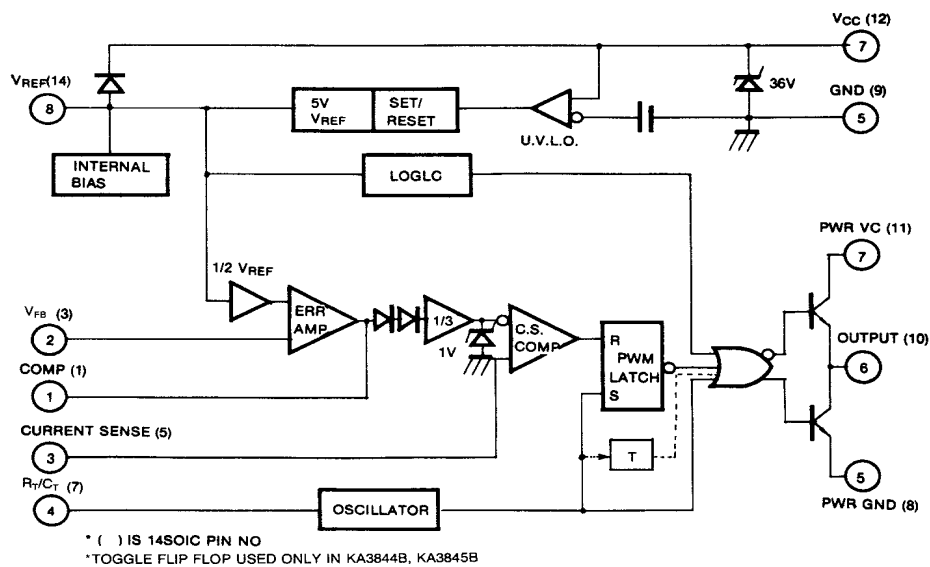 VCC (12)
7
VREF(14)
8
5V
VREF
SET/
RESET
U.V.L.O.
36V
GND (9)
5
INTERNAL
BIAS
LOGLC
PWR VC (11)
7
1/2 VREF
ERR
AMP
1/3
1V
C.S.
COMP
R
PWM
LATCH
S
VFB (3)
2
COMP (1)
1
OUTPUT (10)
6
CURRENT SENSE (5)
3
T
RT/CT (7)
4
OSCILLATOR
5
PWR GND (8)
* ( ) IS 14SOIC PIN NO
*TOGGLE FLIP FLOP USED ONLY IN KA3844B, KA3845B